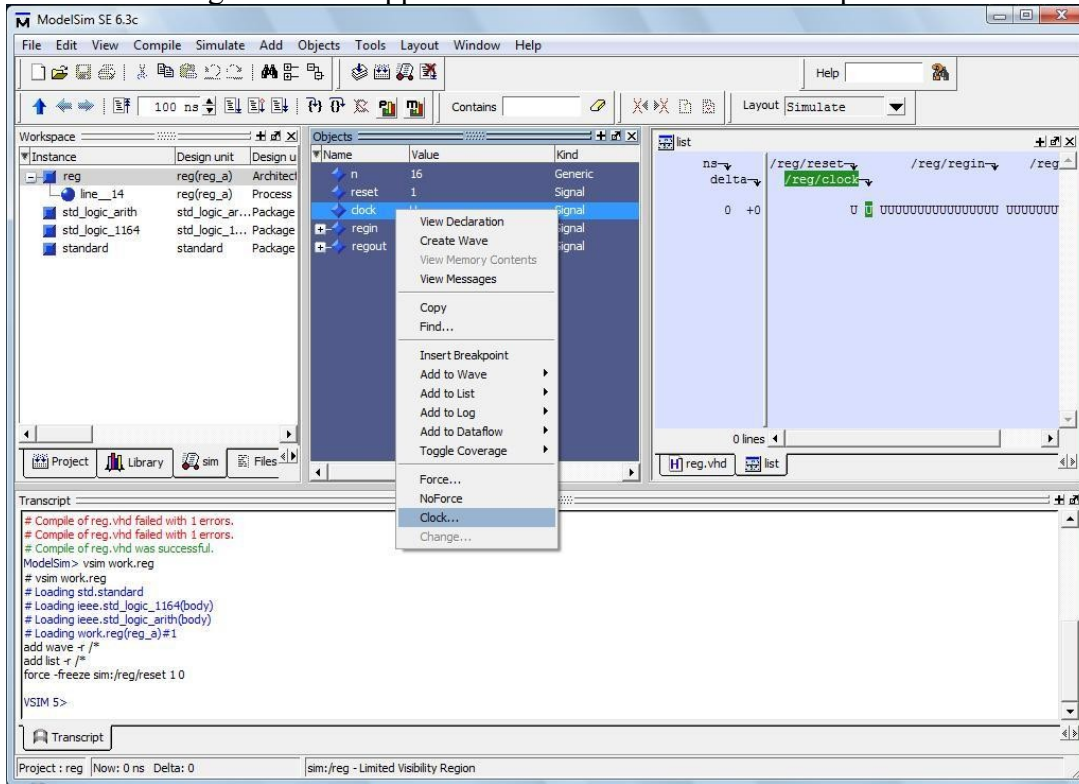 ModelSim SE 6.3c
File Edit View Compile Simulate Add Objects Tools Layout Window Help
Help
100 ns Contains Layout Simulate
Workspace
Instance Design unit Design u
reg reg(reg_a) Architect
line__14 reg(reg_a) Process
std_logic_arith std_logic_ar... Package
std_logic_1164 std_logic_1... Package
standard standard Package
Project Library sim Files
Objects
Name Value Kind
n 16 Generic
reset 1 Signal
clock Signal
regin ignal
regout ignal
View Declaration
Create Wave
View Memory Contents
View Messages
Copy
Find...
Insert Breakpoint
Add to Wave
Add to List
Add to Log
Add to Dataflow
Toggle Coverage
Force...
NoForce
Clock...
Change...
list
ns /reg/reset /reg/regin /reg
delta /reg/clock
0 +0 U U UUUUUUUUUUUUUUUU UUUUUUU
0 lines
reg.vhd list
Transcript
# Compile of reg.vhd failed with 1 errors.
# Compile of reg.vhd failed with 1 errors.
# Compile of reg.vhd was successful.
ModelSim> vsim work.reg
# vsim work.reg
# Loading std.standard
# Loading ieee.std_logic_1164(body)
# Loading ieee.std_logic_arith(body)
# Loading work.reg(reg_a)#1
add wave -r /*
add list -r /*
force -freeze sim:/reg/reset 1 0
VSIM 5>
Transcript
Project : reg Now: 0 ns Delta: 0 sim:/reg - Limited Visibility Region